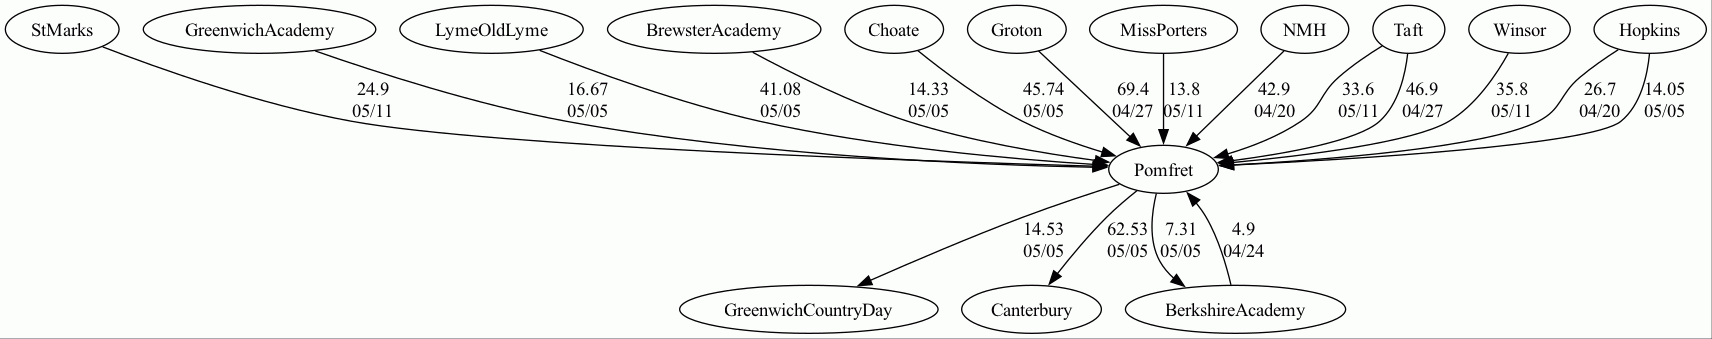 StMarks GreenwichAcademy LymeOldLyme BrewsterAcademy Choate Groton MissPorters NMH Taft Winsor Hopkins
24.9 16.67 41.08 14.33 45.74 69.4 13.8 42.9 33.6 46.9 35.8 26.7 14.05
05/11 05/05 05/05 05/05 05/05 04/27 05/11 04/20 05/11 04/27 05/11 04/20 05/05
Pomfret
14.53 62.53 7.31 4.9
05/05 05/05 05/05 04/24
GreenwichCountryDay Canterbury BerkshireAcademy